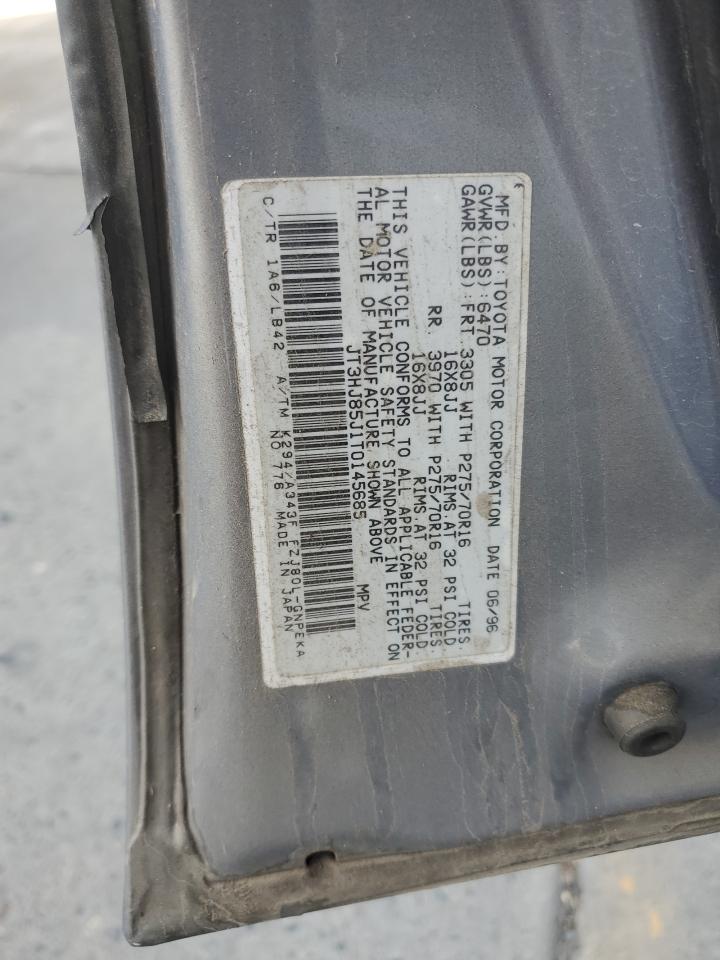 MFD.BY:TOYOTA MOTOR CORPORATION DATE 06/96
GVWR(LBS):6470
GAWR(LBS):FRT 3305 WITH P275/70R16 TIRES.
16X8JJ RIMS.AT 32 PSI COLD
RR. 3970 WITH P275/70R16 TIRES.
16X8JJ RIMS.AT 32 PSI COLD
THIS VEHICLE CONFORMS TO ALL APPLICABLE FEDER-
AL MOTOR VEHICLE SAFETY STANDARDS IN EFFECT ON
THE DATE OF MANUFACTURE SHOWN ABOVE
JT3HJ85J1T0145685 MPV
C/TR 1A6/LB42 A/TM K294/A343F FZJ80L-GNPEKA
NO 776 MADE IN JAPAN